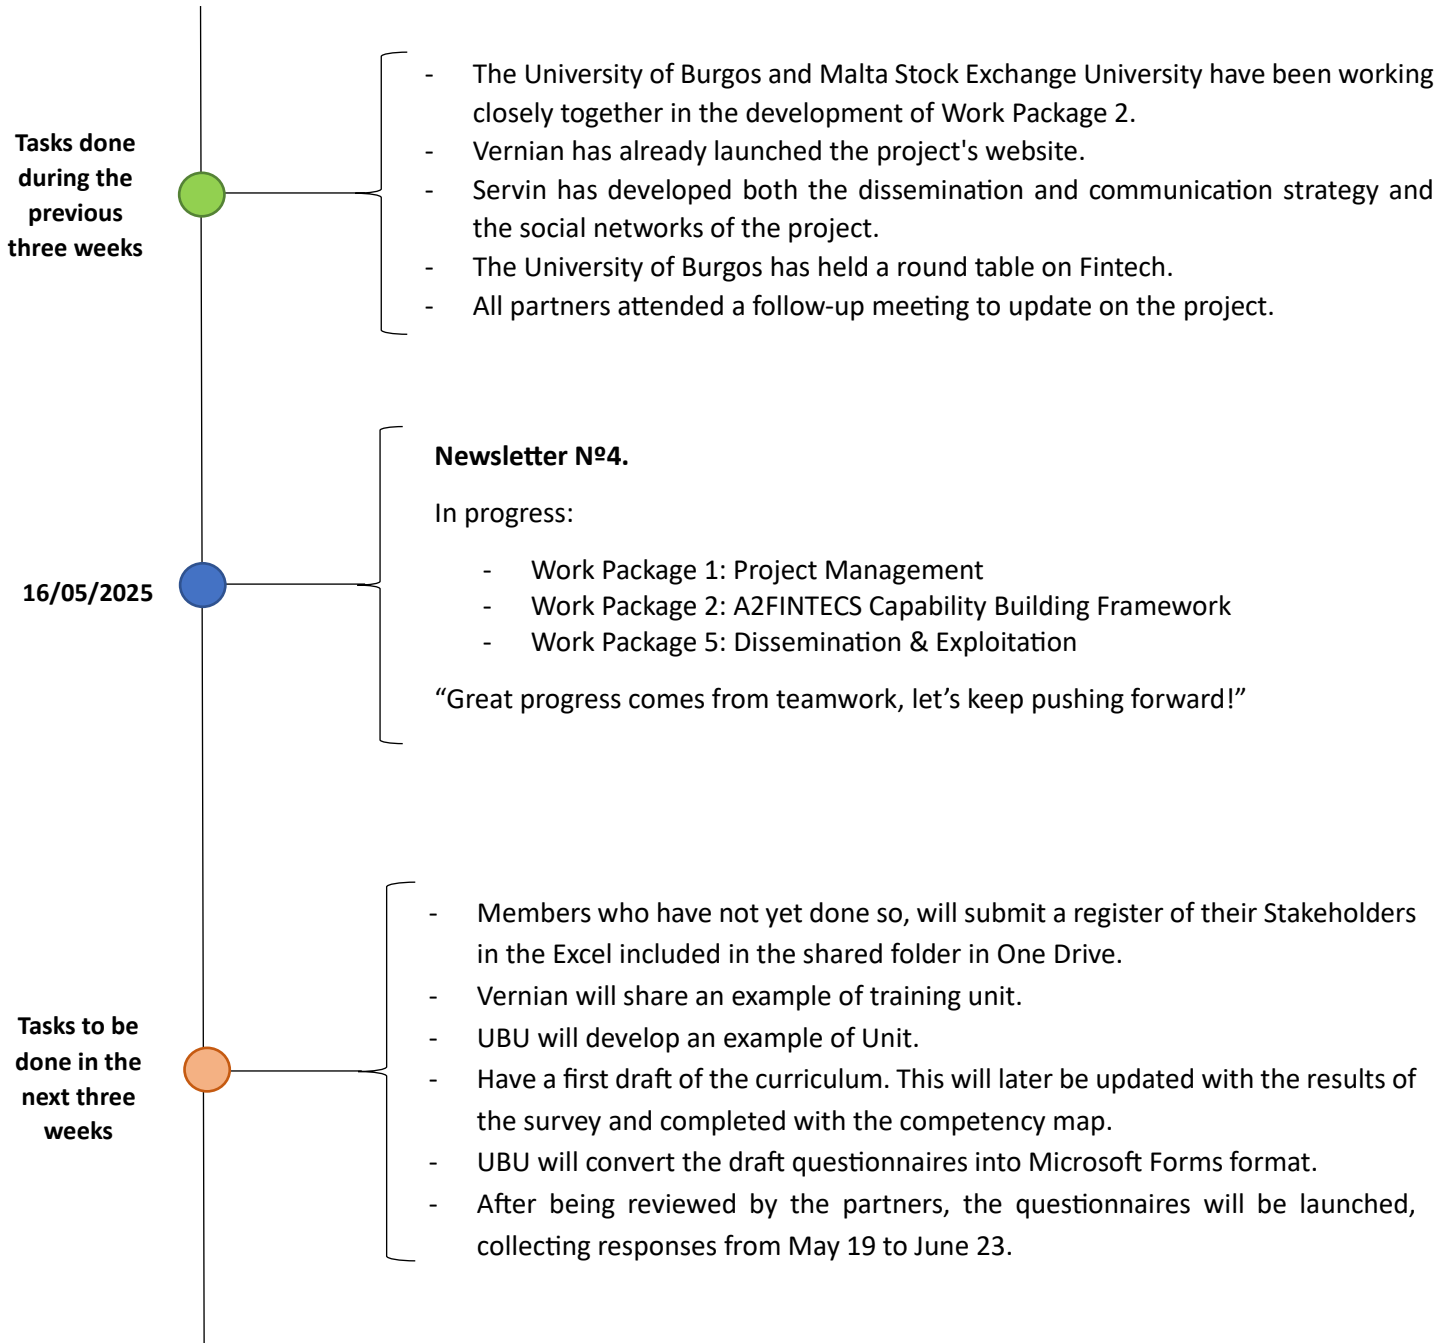 Tasks done
during the
previous
three weeks
- The University of Burgos and Malta Stock Exchange University have been working
closely together in the development of Work Package 2.
- Vernian has already launched the project's website.
- Servin has developed both the dissemination and communication strategy and
the social networks of the project.
- The University of Burgos has held a round table on Fintech.
- All partners attended a follow-up meeting to update on the project.
16/05/2025
Newsletter Nº4.
In progress:
- Work Package 1: Project Management
- Work Package 2: A2FINTECS Capability Building Framework
- Work Package 5: Dissemination & Exploitation
“Great progress comes from teamwork, let’s keep pushing forward!”
Tasks to be
done in the
next three
weeks
- Members who have not yet done so, will submit a register of their Stakeholders
in the Excel included in the shared folder in One Drive.
- Vernian will share an example of training unit.
- UBU will develop an example of Unit.
- Have a first draft of the curriculum. This will later be updated with the results of
the survey and completed with the competency map.
- UBU will convert the draft questionnaires into Microsoft Forms format.
- After being reviewed by the partners, the questionnaires will be launched,
collecting responses from May 19 to June 23.